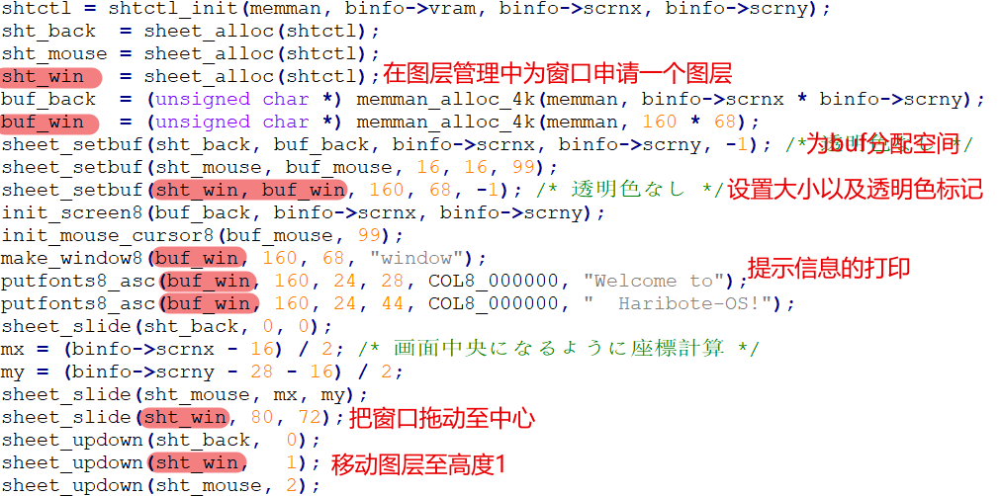 shtctl = shtctl_init(memman, binfo->vram, binfo->scrnx, binfo->scrny);
sht_back  = sheet_alloc(shtctl);
sht_mouse = sheet_alloc(shtctl);
sht_win   = sheet_alloc(shtctl); 在图层管理中为窗口申请一个图层
buf_back  = (unsigned char *) memman_alloc_4k(memman, binfo->scrnx * binfo->scrny);
buf_win   = (unsigned char *) memman_alloc_4k(memman, 160 * 68);
sheet_setbuf(sht_back, buf_back, binfo->scrnx, binfo->scrny, -1); /* 透明色なし */
为buf分配空间
sheet_setbuf(sht_mouse, buf_mouse, 16, 16, 99);
sheet_setbuf(sht_win, buf_win, 160, 68, -1); /* 透明色なし */ 设置大小以及透明色标记
init_screen8(buf_back, binfo->scrnx, binfo->scrny);
init_mouse_cursor8(buf_mouse, 99);
make_window8(buf_win, 160, 68, "window");
提示信息的打印
putfonts8_asc(buf_win, 160, 24, 28, COL8_000000, "Welcome to");
putfonts8_asc(buf_win, 160, 24, 44, COL8_000000, "  Haribote-OS!");
sheet_slide(sht_back, 0, 0);
mx = (binfo->scrnx - 16) / 2; /* 画面中央になるように座標計算 */
my = (binfo->scrny - 28 - 16) / 2;
sheet_slide(sht_mouse, mx, my);
sheet_slide(sht_win, 80, 72); 把窗口拖动至中心
sheet_updown(sht_back,  0);
sheet_updown(sht_win,   1); 移动图层至高度1
sheet_updown(sht_mouse, 2);